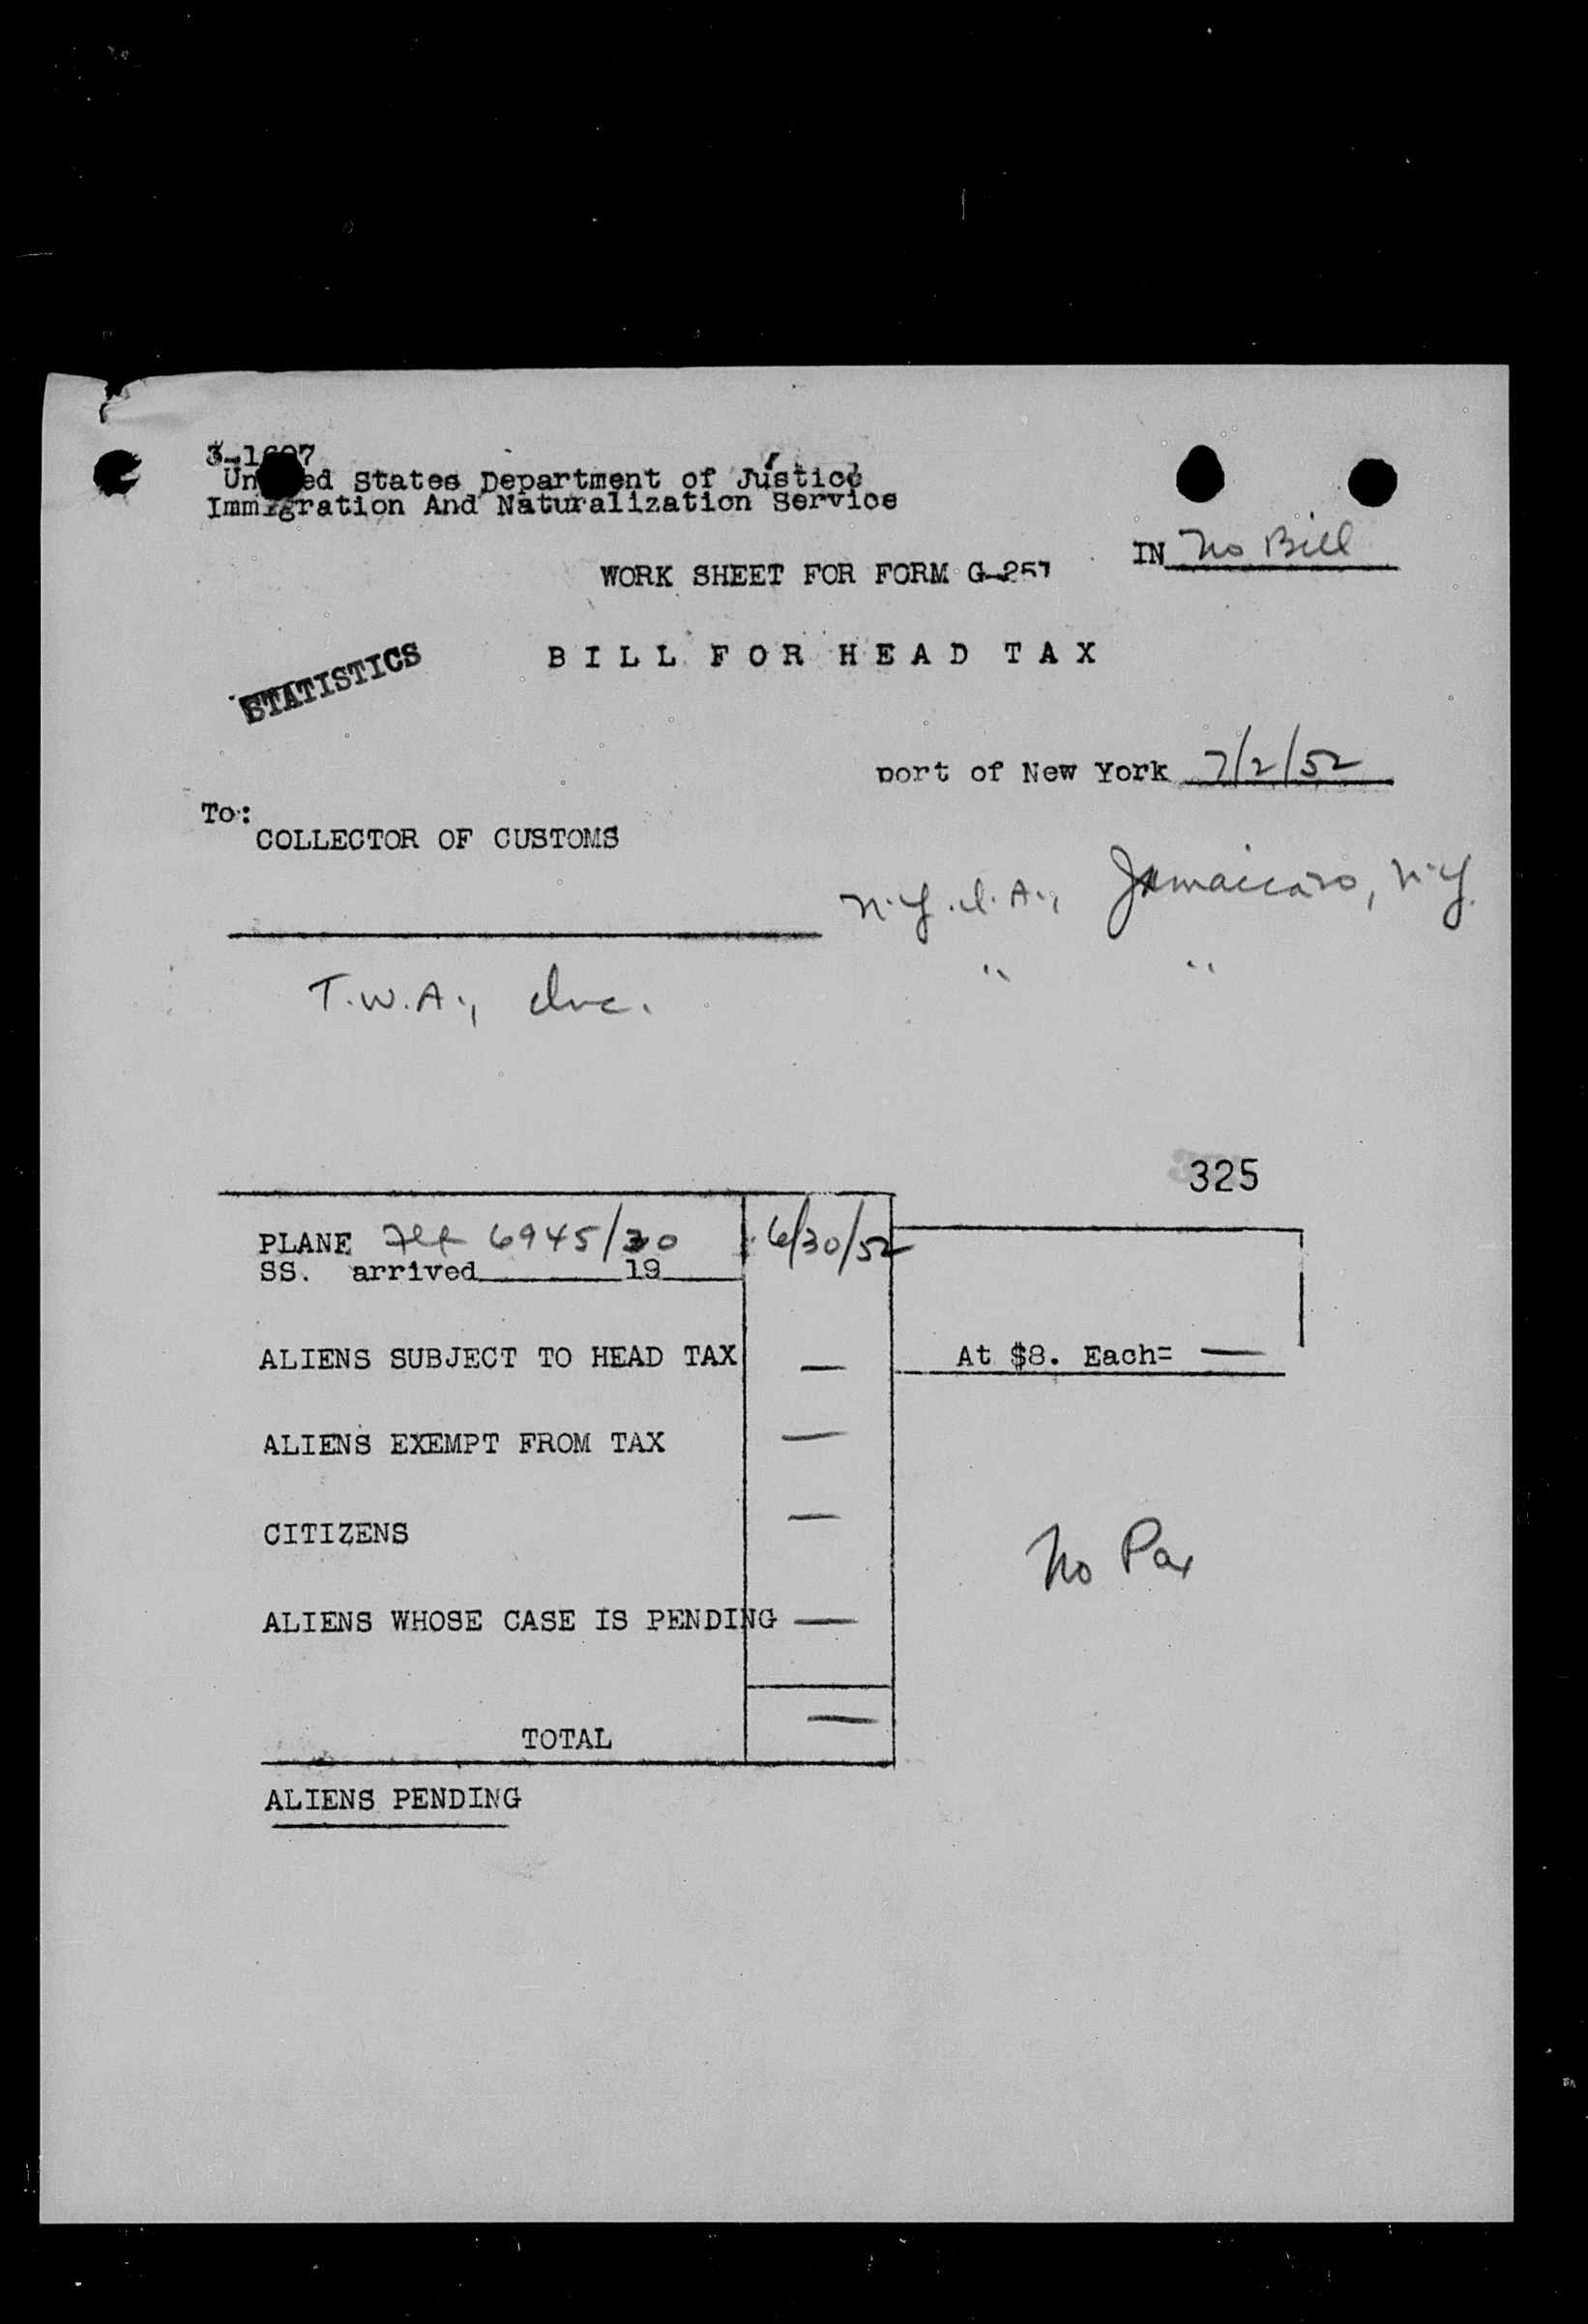 United States Department of Justice
Immigration And Naturalization Service
IN No Bill
WORK SHEET FOR FORM G-257
BILL FOR HEAD TAX
STATISTICS
port of New York 7/2/52
To:
COLLECTOR OF CUSTOMS
N.Y.I.A., Jamaica, N.Y.
T.W.A., Inc. " "
325
PLANE Flt 6945/30 6/30/52
SS. arrived 19
ALIENS SUBJECT TO HEAD TAX — At $8. Each= —
ALIENS EXEMPT FROM TAX —
CITIZENS —
No Pax
ALIENS WHOSE CASE IS PENDING —
TOTAL —
ALIENS PENDING